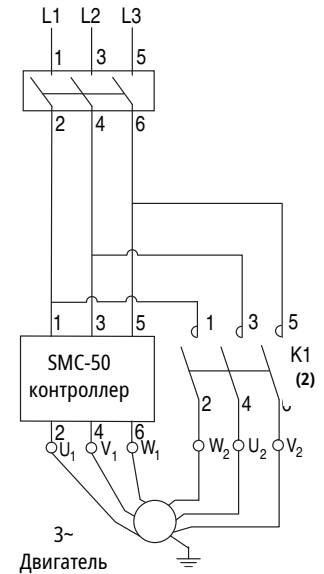 L1 L2 L3
1 3 5
2 4 6
1 3 5
K1
(2)
1 3 5
SMC-50
контроллер
2 4
2 4 6
U1 V1 W1 W2 U2 V2
3~
Двигатель